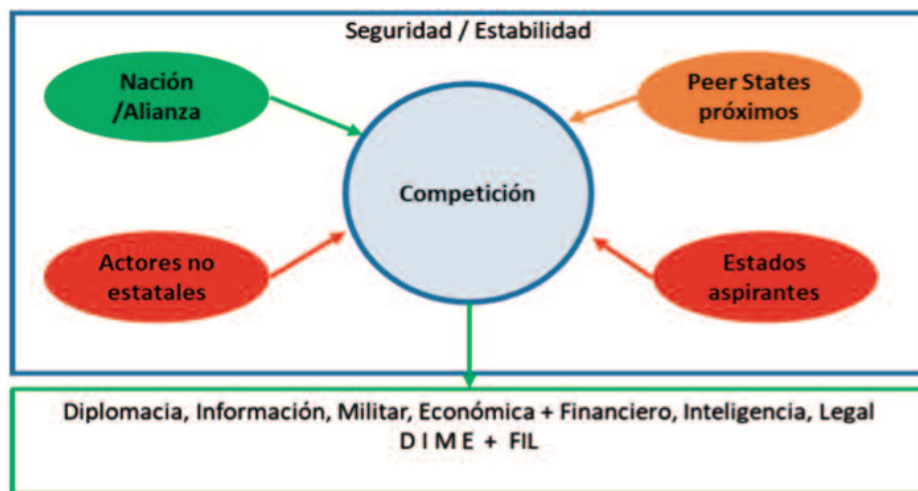 Seguridad / Estabilidad
Nación
/Alianza
Peer States
próximos
Competición
Actores no
estatales
Estados
aspirantes
Diplomacia, Información, Militar, Económica + Financiero, Inteligencia, Legal
D I M E + FIL